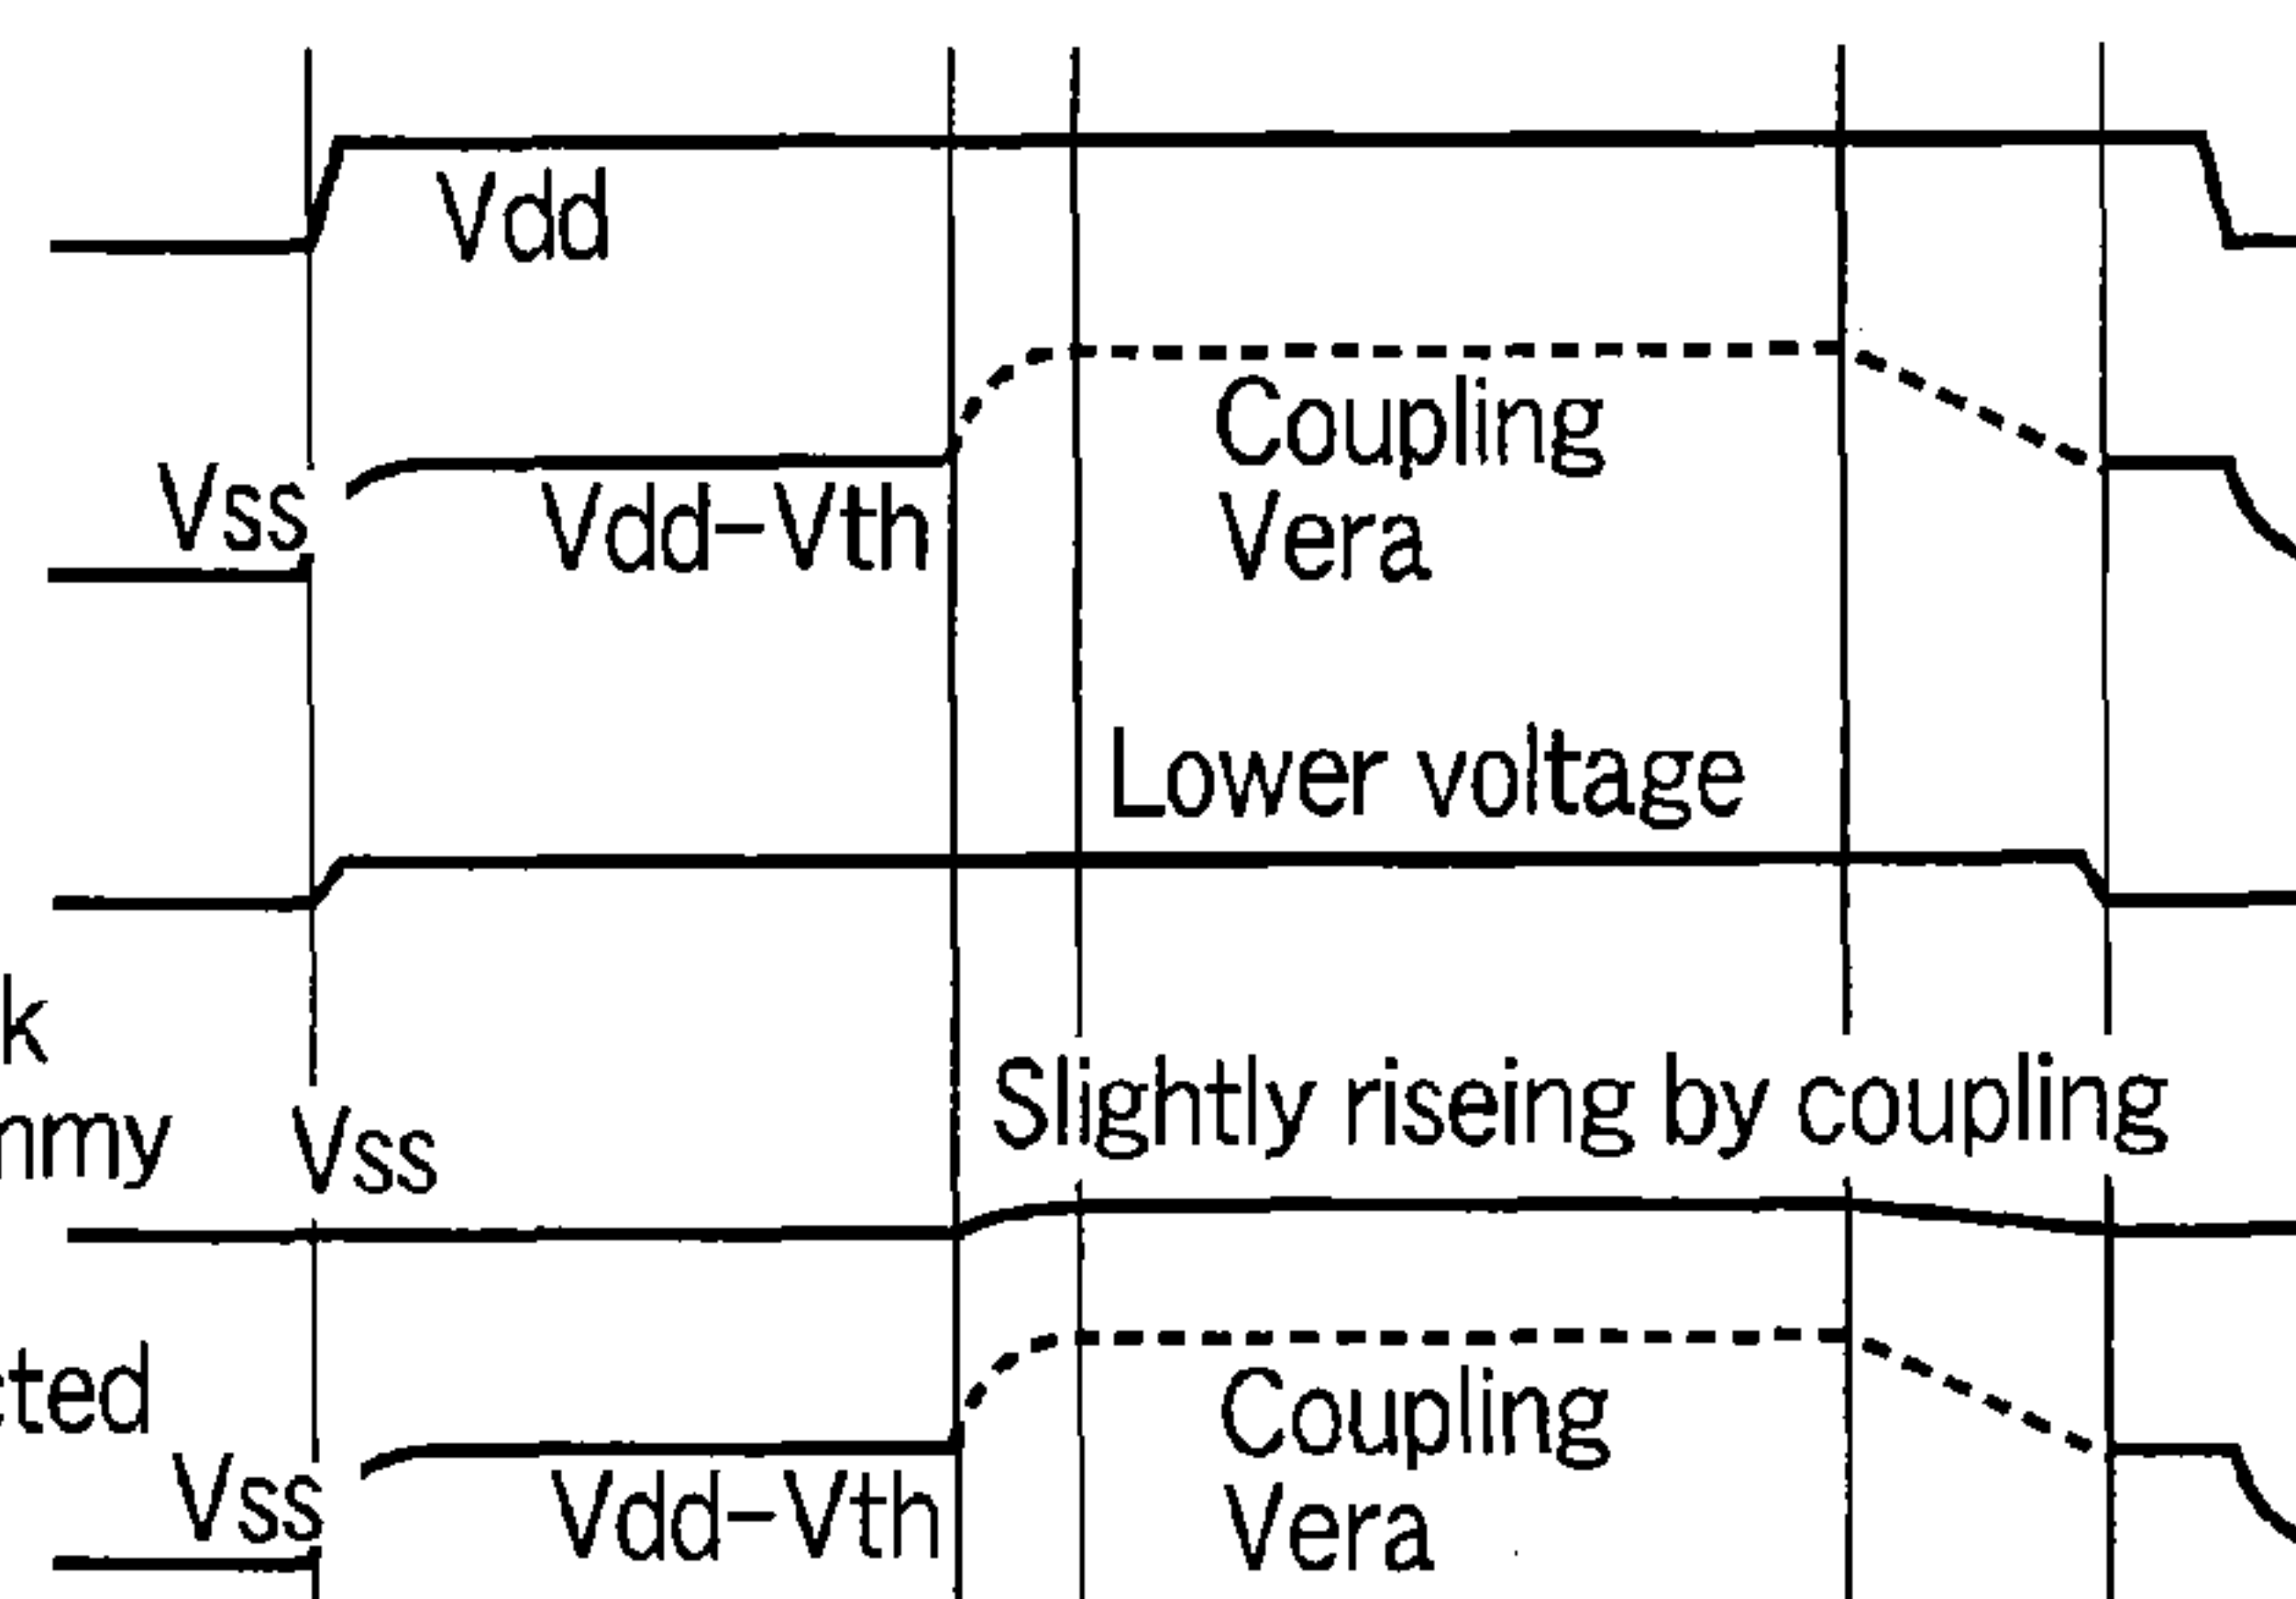 Vdd
Coupling
Vss
Vdd-Vth
Vera
Lower voltage
k
Slightly riseing by coupling
mmy
Vss
cted
Coupling
Vss
Vdd-Vth
Vera